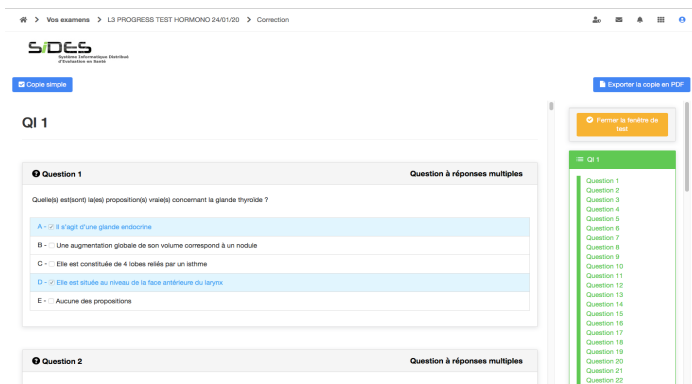 Vos examens > L3 PROGRESS TEST HORMONO 24/01/20 > Correction
SiDES
Système Informatique Distribué
d'Evaluation en Santé
Copie simple
Exporter la copie en PDF
QI 1
Fermer la fenêtre de
test
QI 1
Question 1 Question à réponses multiples
Quelle(s) est(sont) la(es) proposition(s) vraie(s) concernant la glande thyroïde ?
A - Il s'agit d'une glande endocrine
B - Une augmentation globale de son volume correspond à un nodule
C - Elle est constituée de 4 lobes reliés par un isthme
D - Elle est située au niveau de la face antérieure du larynx
E - Aucune des propositions
Question 2 Question à réponses multiples
Question 1
Question 2
Question 3
Question 4
Question 5
Question 6
Question 7
Question 8
Question 9
Question 10
Question 11
Question 12
Question 13
Question 14
Question 15
Question 16
Question 17
Question 18
Question 19
Question 20
Question 21
Question 22